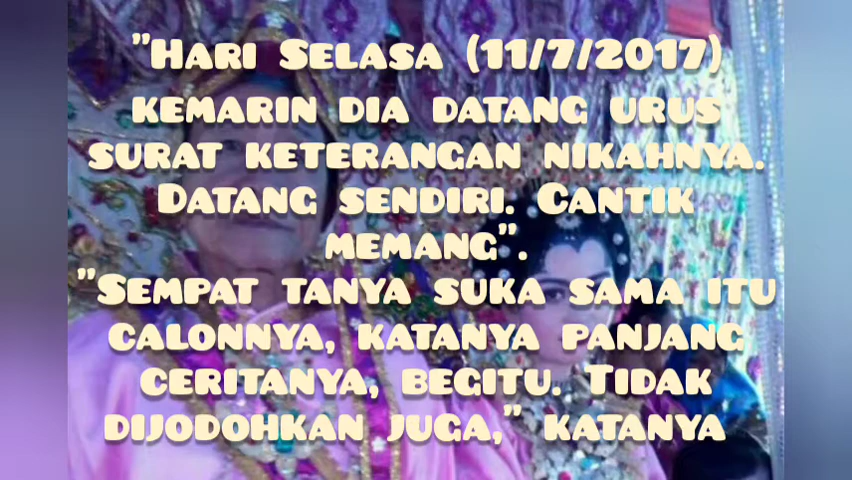 "Hari Selasa (11/7/2017)
kemarin dia datang urus
surat keterangan nikahnya.
Datang sendiri. Cantik
memang".
"Sempat tanya suka sama itu
calonnya, katanya panjang
ceritanya, begitu. Tidak
dijodohkan juga," katanya